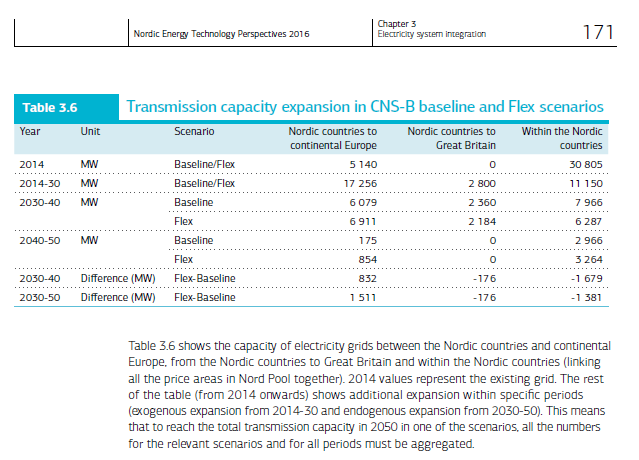 Chapter 3
Nordic Energy Technology Perspectives 2016 Electricity system integration 171
Table 3.6 Transmission capacity expansion in CNS-B baseline and Flex scenarios
Year Unit Scenario Nordic countries to continental Europe Nordic countries to Great Britain Within the Nordic countries
2014 MW Baseline/Flex 5 140 0 30 805
2014-30 MW Baseline/Flex 17 256 2 800 11 150
2030-40 MW Baseline 6 079 2 360 7 966
Flex 6 911 2 184 6 287
2040-50 MW Baseline 175 0 2 966
Flex 854 0 3 264
2030-40 Difference (MW) Flex-Baseline 832 -176 -1 679
2030-50 Difference (MW) Flex-Baseline 1 511 -176 -1 381
Table 3.6 shows the capacity of electricity grids between the Nordic countries and continental
Europe, from the Nordic countries to Great Britain and within the Nordic countries (linking
all the price areas in Nord Pool together). 2014 values represent the existing grid. The rest
of the table (from 2014 onwards) shows additional expansion within specific periods
(exogenous expansion from 2014-30 and endogenous expansion from 2030-50). This means
that to reach the total transmission capacity in 2050 in one of the scenarios, all the numbers
for the relevant scenarios and for all periods must be aggregated.